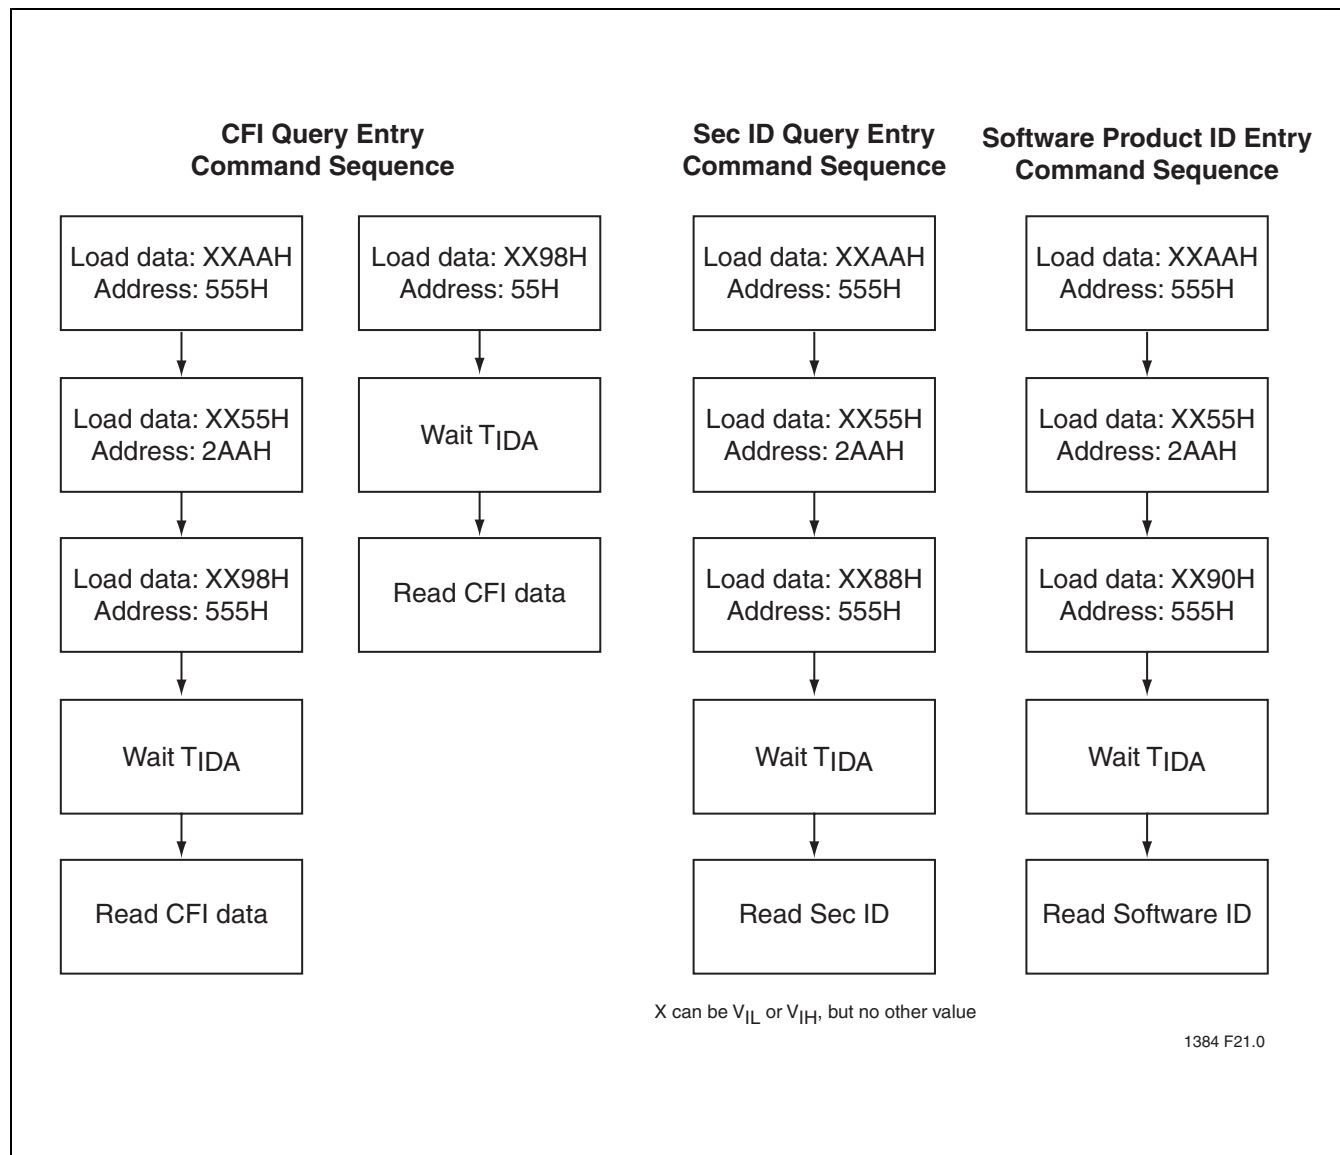 CFI Query Entry
Command Sequence
Load data: XXAAH
Address: 555H
Load data: XX55H
Address: 2AAH
Load data: XX98H
Address: 555H
Wait TIDA
Read CFI data
Load data: XX98H
Address: 55H
Wait TIDA
Read CFI data
Sec ID Query Entry
Command Sequence
Load data: XXAAH
Address: 555H
Load data: XX55H
Address: 2AAH
Load data: XX88H
Address: 555H
Wait TIDA
Read Sec ID
Software Product ID Entry
Command Sequence
Load data: XXAAH
Address: 555H
Load data: XX55H
Address: 2AAH
Load data: XX90H
Address: 555H
Wait TIDA
Read Software ID
X can be VIL or VIH, but no other value
1384 F21.0